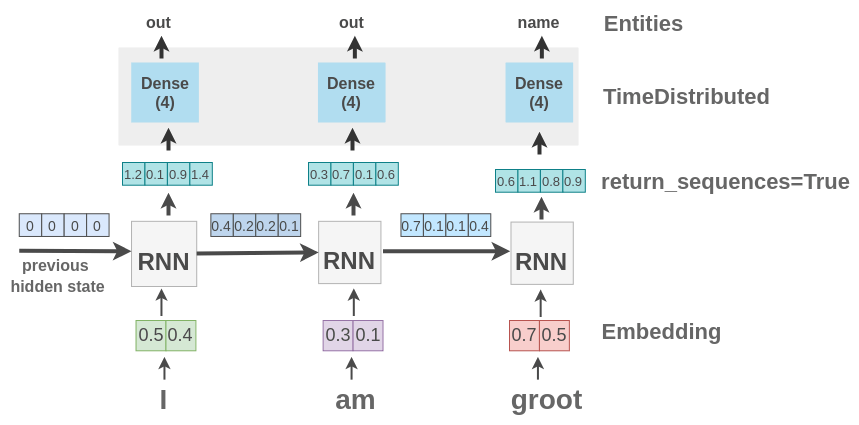 out out name Entities
Dense Dense Dense
(4) (4) (4)
TimeDistributed
1.2 0.1 0.9 1.4 0.3 0.7 0.1 0.6 0.6 1.1 0.8 0.9 return_sequences=True
0 0 0 0 0.4 0.2 0.2 0.1 0.7 0.1 0.1 0.4
previous
hidden state
RNN RNN RNN
0.5 0.4 0.3 0.1 0.7 0.5 Embedding
I am groot